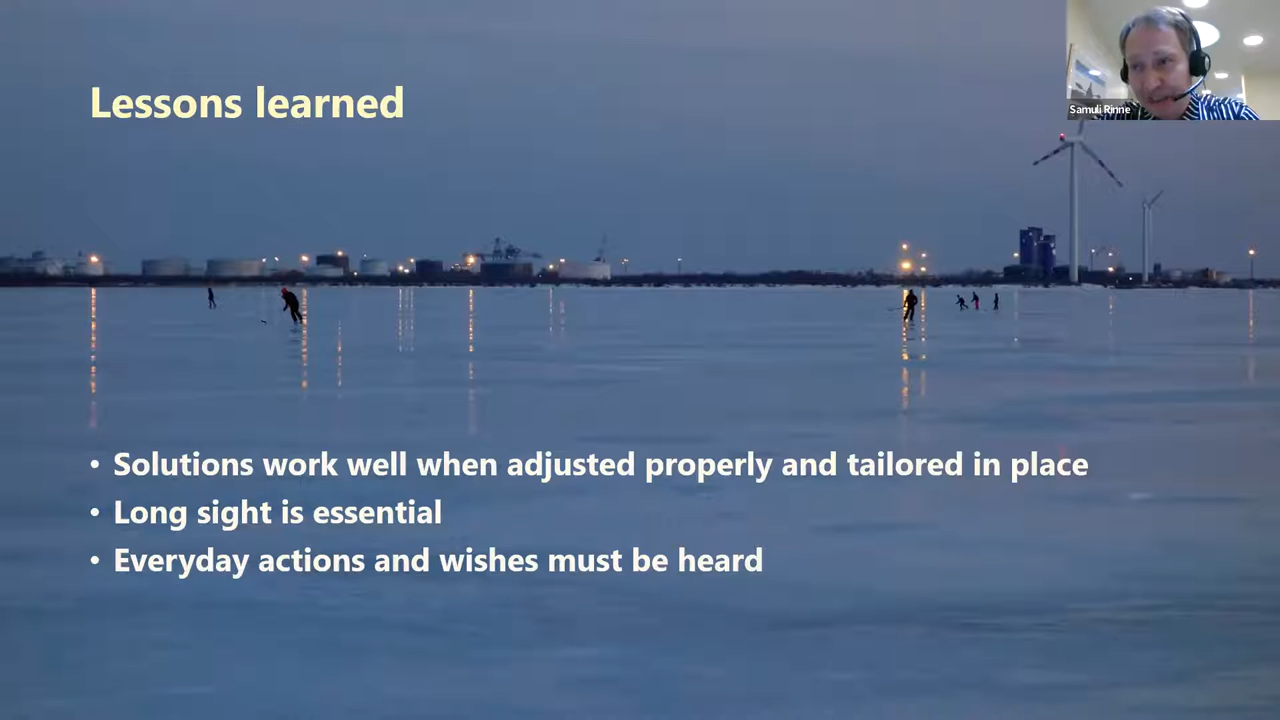 Samuli Rinne
Lessons learned
• Solutions work well when adjusted properly and tailored in place
• Long sight is essential
• Everyday actions and wishes must be heard